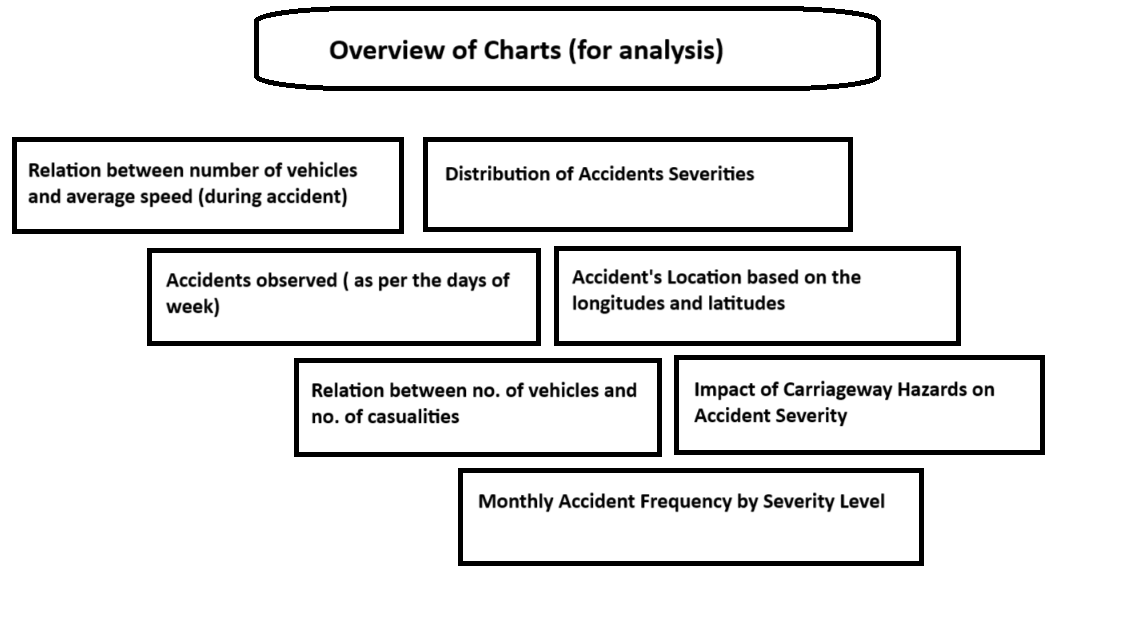 Overview of Charts (for analysis)
Relation between number of vehicles
and average speed (during accident)
Distribution of Accidents Severities
Accidents observed ( as per the days of
week)
Accident's Location based on the
longitudes and latitudes
Relation between no. of vehicles and
no. of casualities
Impact of Carriageway Hazards on
Accident Severity
Monthly Accident Frequency by Severity Level